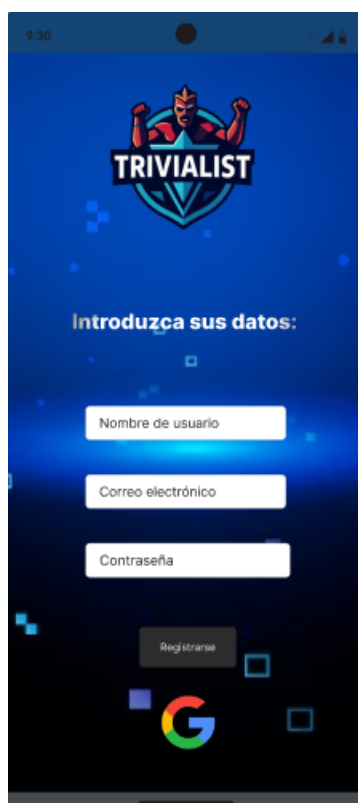 9:30
TRIVIALIST
Introduzca sus datos:
Nombre de usuario
Correo electrónico
Contraseña
Registrarse
G